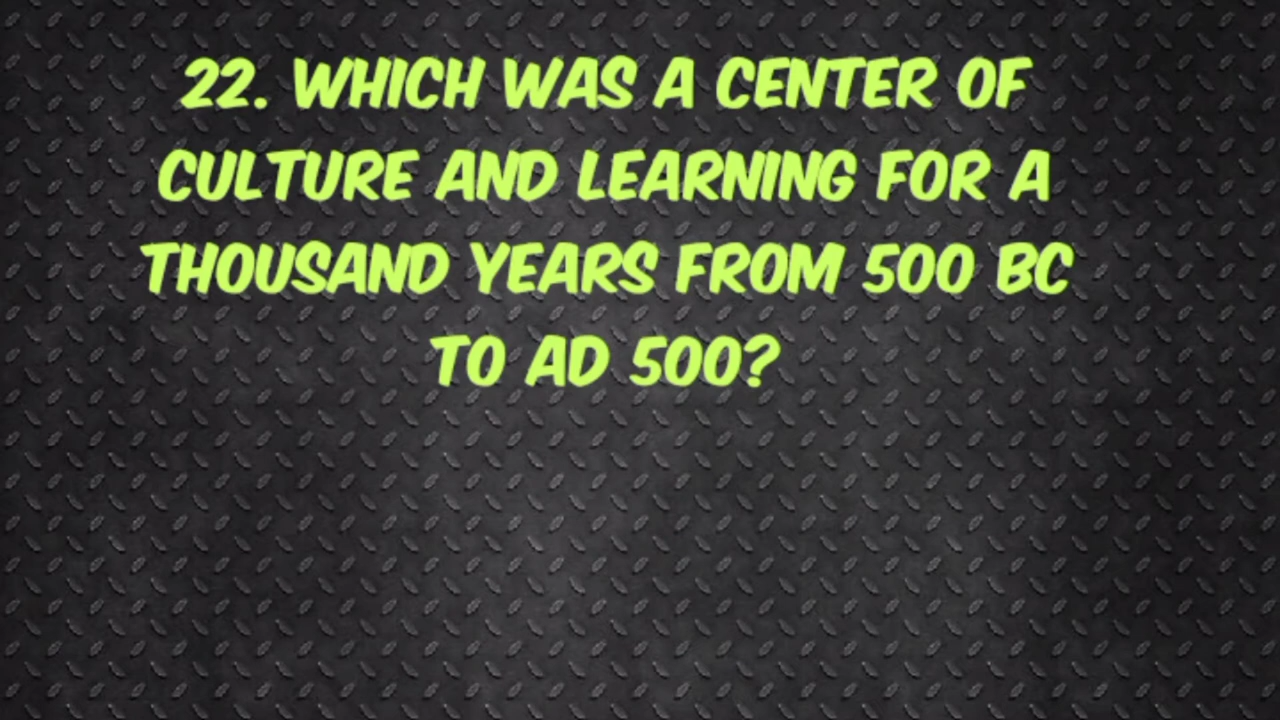 22. WHICH WAS A CENTER OF
CULTURE AND LEARNING FOR A
THOUSAND YEARS FROM 500 BC
TO AD 500?